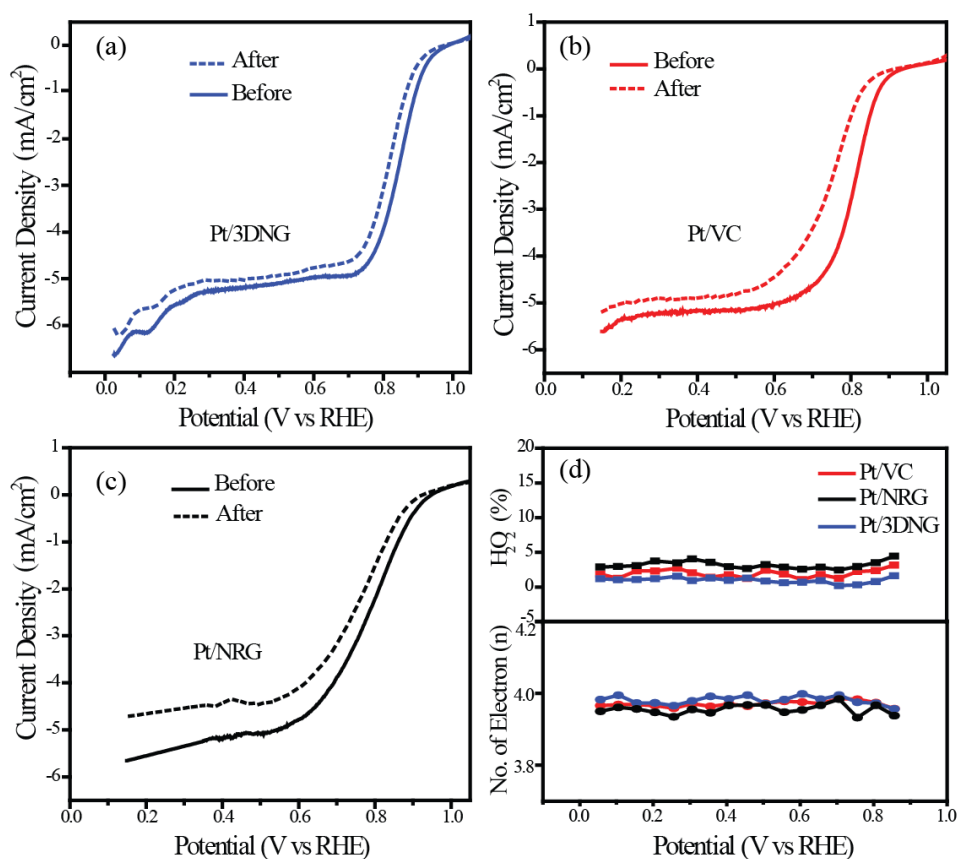 (a)
After
Before
Pt/3DNG
0
-1
-2
-3
-4
-5
-6
Current Density (mA/cm²)
0.0 0.2 0.4 0.6 0.8 1.0
Potential (V vs RHE)
(b)
Before
After
Pt/VC
1
0
-1
-2
-3
-4
-5
-6
Current Density (mA/cm²)
0.0 0.2 0.4 0.6 0.8 1.0
Potential (V vs RHE)
(c)
Before
After
Pt/NRG
1
0
-1
-2
-3
-4
-5
-6
Current Density (mA/cm²)
0.0 0.2 0.4 0.6 0.8 1.0
Potential (V vs RHE)
(d)
Pt/VC
Pt/NRG
Pt/3DNG
20
15
10
5
0
-5
H₂O₂ (%)
4.2
4.0
3.8
No. of Electron (n)
0.0 0.2 0.4 0.6 0.8 1.0
Potential (V vs RHE)